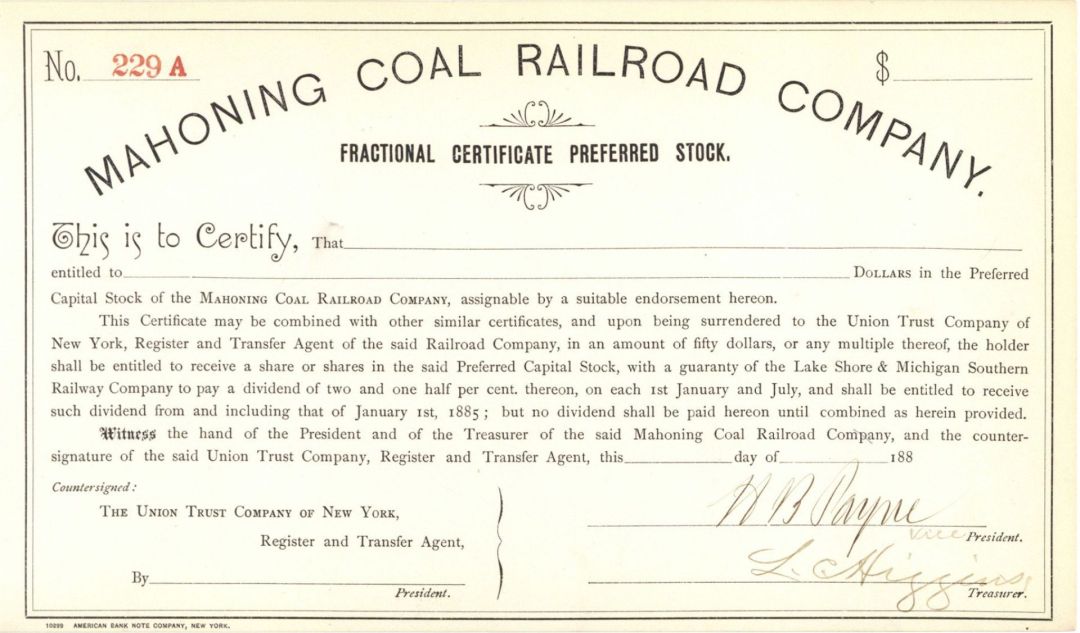 No. 229 A
$
MAHONING COAL RAILROAD COMPANY.
FRACTIONAL CERTIFICATE PREFERRED STOCK.
This is to Certify, That
entitled to DOLLARS in the Preferred
Capital Stock of the MAHONING COAL RAILROAD COMPANY, assignable by a suitable endorsement hereon.
This Certificate may be combined with other similar certificates, and upon being surrendered to the Union Trust Company of
New York, Register and Transfer Agent of the said Railroad Company, in an amount of fifty dollars, or any multiple thereof, the holder
shall be entitled to receive a share or shares in the said Preferred Capital Stock, with a guaranty of the Lake Shore & Michigan Southern
Railway Company to pay a dividend of two and one half per cent. thereon, on each 1st January and July, and shall be entitled to receive
such dividend from and including that of January 1st, 1885; but no dividend shall be paid hereon until combined as herein provided.
Witness the hand of the President and of the Treasurer of the said Mahoning Coal Railroad Company, and the counter-
signature of the said Union Trust Company, Register and Transfer Agent, this day of 188
Countersigned:
THE UNION TRUST COMPANY OF NEW YORK,
Register and Transfer Agent,
By
President.
H B Payne
vice President.
L. Higgins
Treasurer.
10299 AMERICAN BANK NOTE COMPANY, NEW YORK.